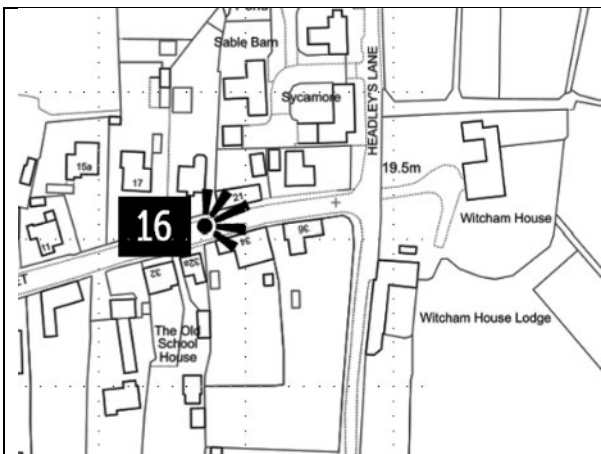 Sable Barn
Sycamore
HEADLEY'S LANE
15a
17
19.5m
16
21
11
Witcham House
34
36
32
32a
The Old
School
House
Witcham House Lodge